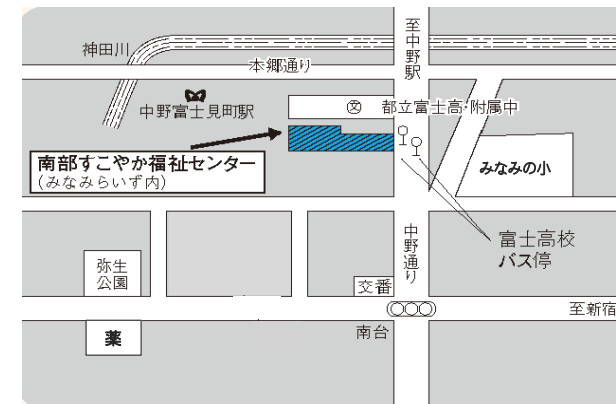 至中野駅
神田川
本郷通り
中野富士見町駅
文
都立富士高・附属中
南部すこやか福祉センター
(みなみらいず内)
みなみの小
中野通り
富士高校
バス停
弥生
公園
交番
至新宿
薬
南台